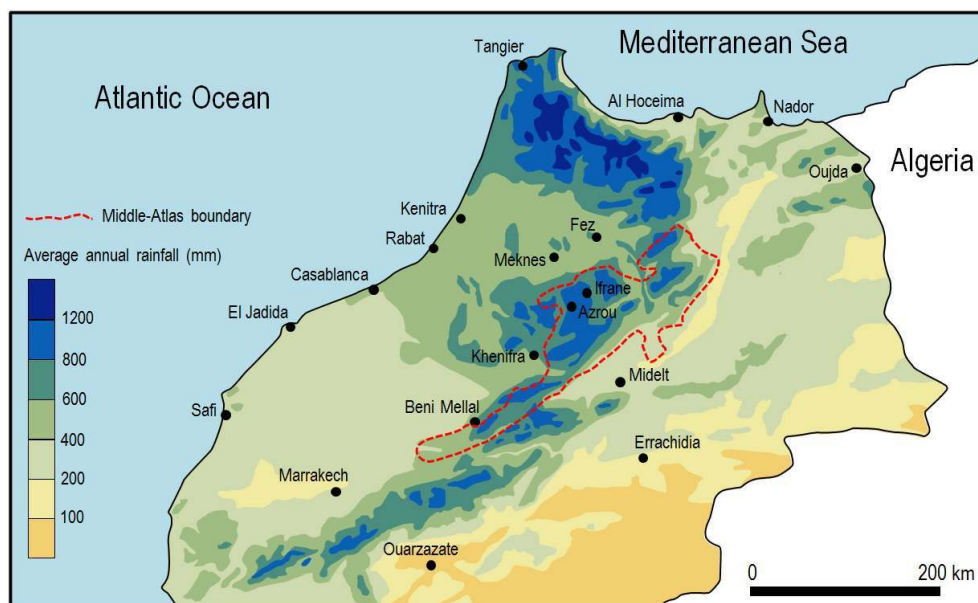 Tangier
Mediterranean Sea
Atlantic Ocean
Al Hoceima
Nador
Algeria
Oujda
Middle-Atlas boundary
Kenitra
Fez
Rabat
Meknes
Average annual rainfall (mm)
Casablanca
Ifrane
El Jadida
Azrou
1200
800
Khenifra
600
Midelt
Safi
Beni Mellal
400
Errachidia
200
Marrakech
100
Ouarzazate
0 200 km